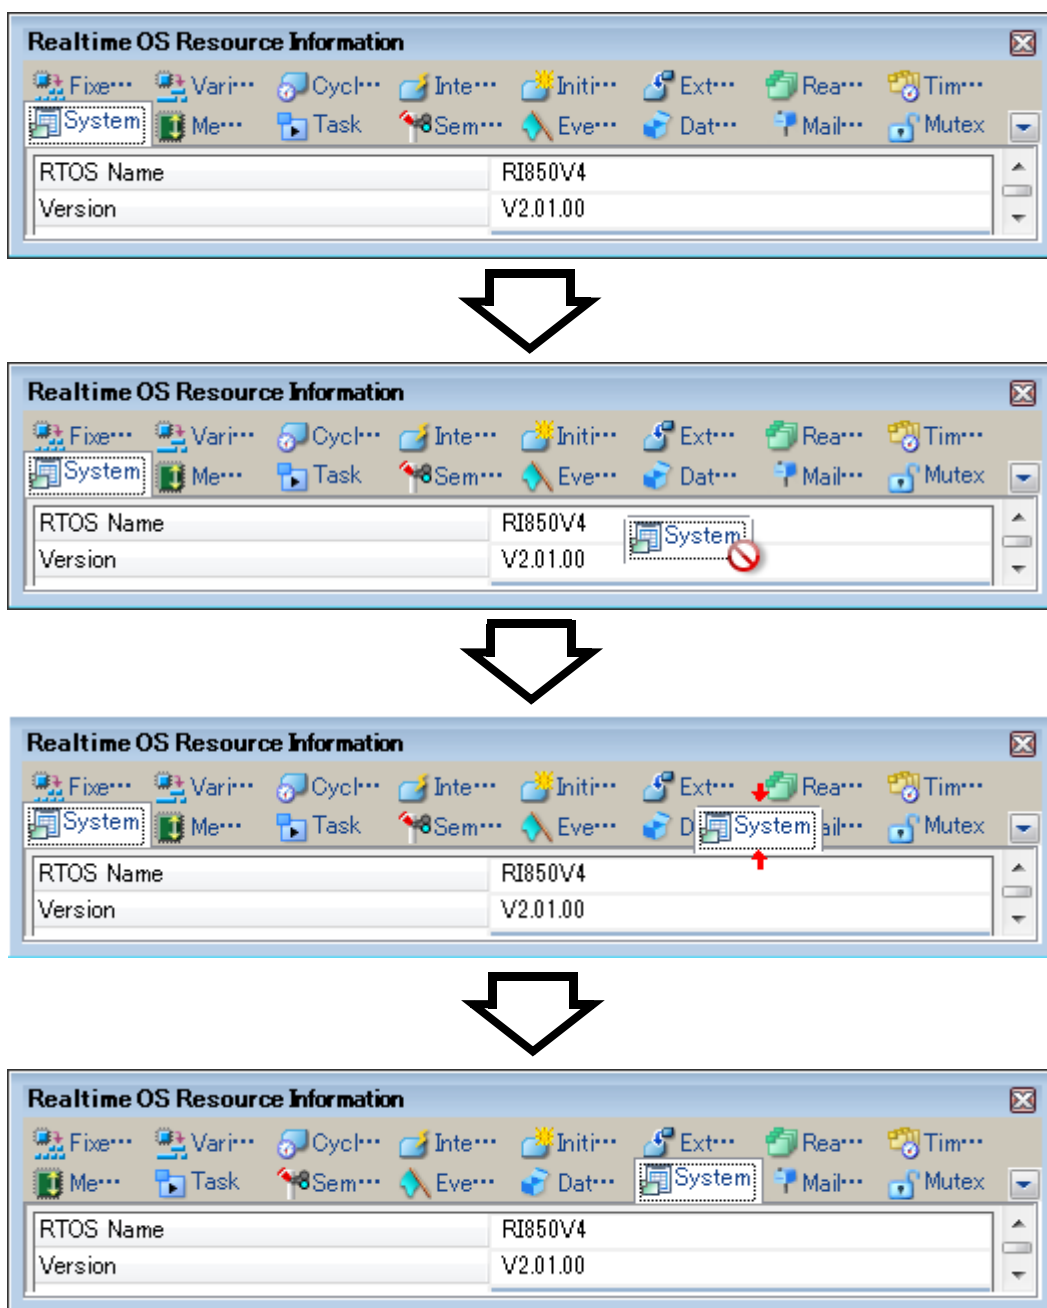 Realtime OS Resource Information
Fixe··· Vari··· Cycl··· Inte··· Initi··· Ext··· Rea··· Tim···
System Me··· Task Sem··· Eve··· Dat··· Mail··· Mutex
RTOS Name RI850V4
Version V2.01.00
Realtime OS Resource Information
Fixe··· Vari··· Cycl··· Inte··· Initi··· Ext··· Rea··· Tim···
System Me··· Task Sem··· Eve··· Dat··· Mail··· Mutex
RTOS Name RI850V4 System
Version V2.01.00
Realtime OS Resource Information
Fixe··· Vari··· Cycl··· Inte··· Initi··· Ext··· Rea··· Tim···
System Me··· Task Sem··· Eve··· D System ail··· Mutex
RTOS Name RI850V4
Version V2.01.00
Realtime OS Resource Information
Fixe··· Vari··· Cycl··· Inte··· Initi··· Ext··· Rea··· Tim···
Me··· Task Sem··· Eve··· Dat··· System Mail··· Mutex
RTOS Name RI850V4
Version V2.01.00